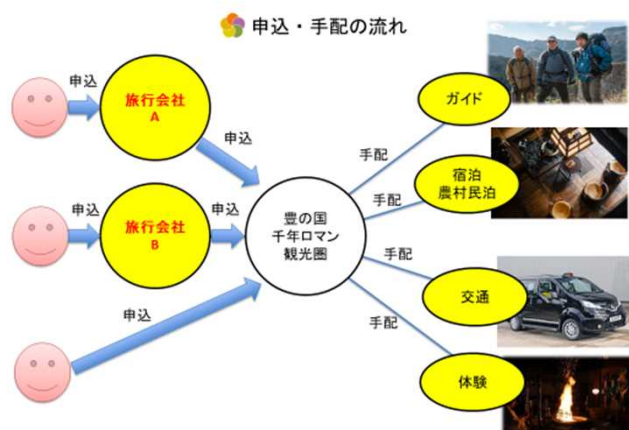 申込・手配の流れ
申込
旅行会社
A
申込
申込
旅行会社
B
申込
申込
豊の国
千年ロマン
観光圏
手配
ガイド
手配
宿泊
農村民泊
手配
交通
手配
体験